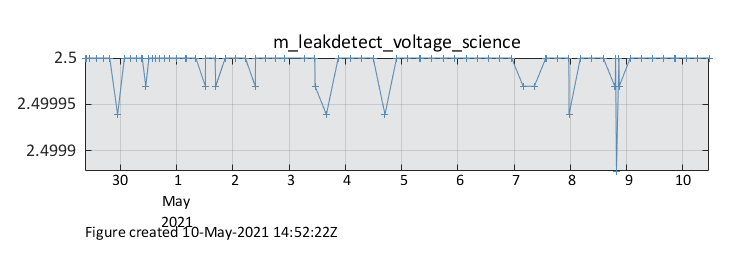 m_leakdetect_voltage_science
2.5
2.49995
2.4999
30 1 2 3 4 5 6 7 8 9 10
May
2021
Figure created 10-May-2021 14:52:22Z